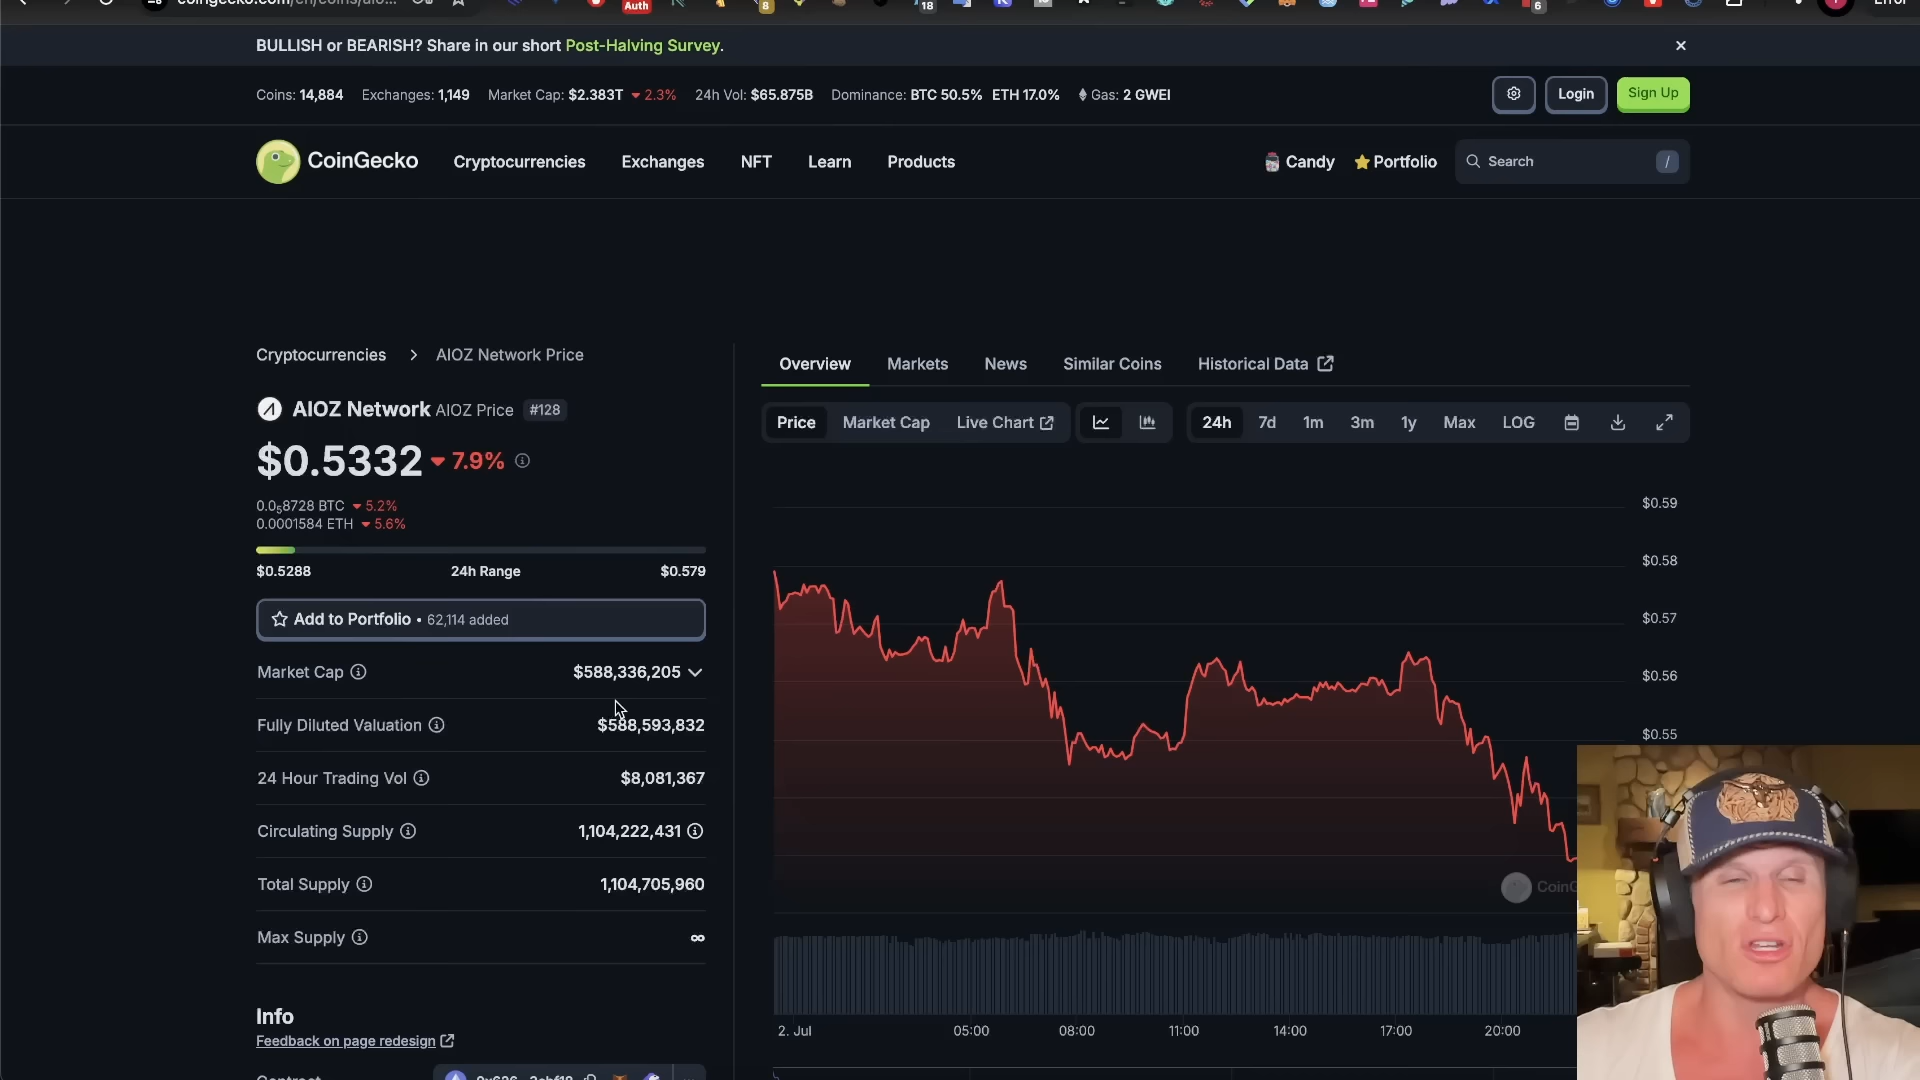 Auth 8 18 6
BULLISH or BEARISH? Share in our short Post-Halving Survey.
Coins: 14,884 Exchanges: 1,149 Market Cap: $2.383T 2.3% 24h Vol: $65.875B Dominance: BTC 50.5% ETH 17.0% Gas: 2 GWEI
Login
Sign Up
CoinGecko Cryptocurrencies Exchanges NFT Learn Products Candy Portfolio Search /
Cryptocurrencies > AIOZ Network Price
Overview Markets News Similar Coins Historical Data
AIOZ Network AIOZ Price #128
Price Market Cap Live Chart 24h 7d 1m 3m 1y Max LOG
$0.5332 7.9%
0.0₅8728 BTC 5.2%
0.0001584 ETH 5.6%
$0.5288 24h Range $0.579
Add to Portfolio • 62,114 added
Market Cap $588,336,205
Fully Diluted Valuation $588,593,832
24 Hour Trading Vol $8,081,367
Circulating Supply 1,104,222,431
Total Supply 1,104,705,960
Max Supply ∞
Info
Feedback on page redesign
$0.59
$0.58
$0.57
$0.56
$0.55
2. Jul 05:00 08:00 11:00 14:00 17:00 20:00